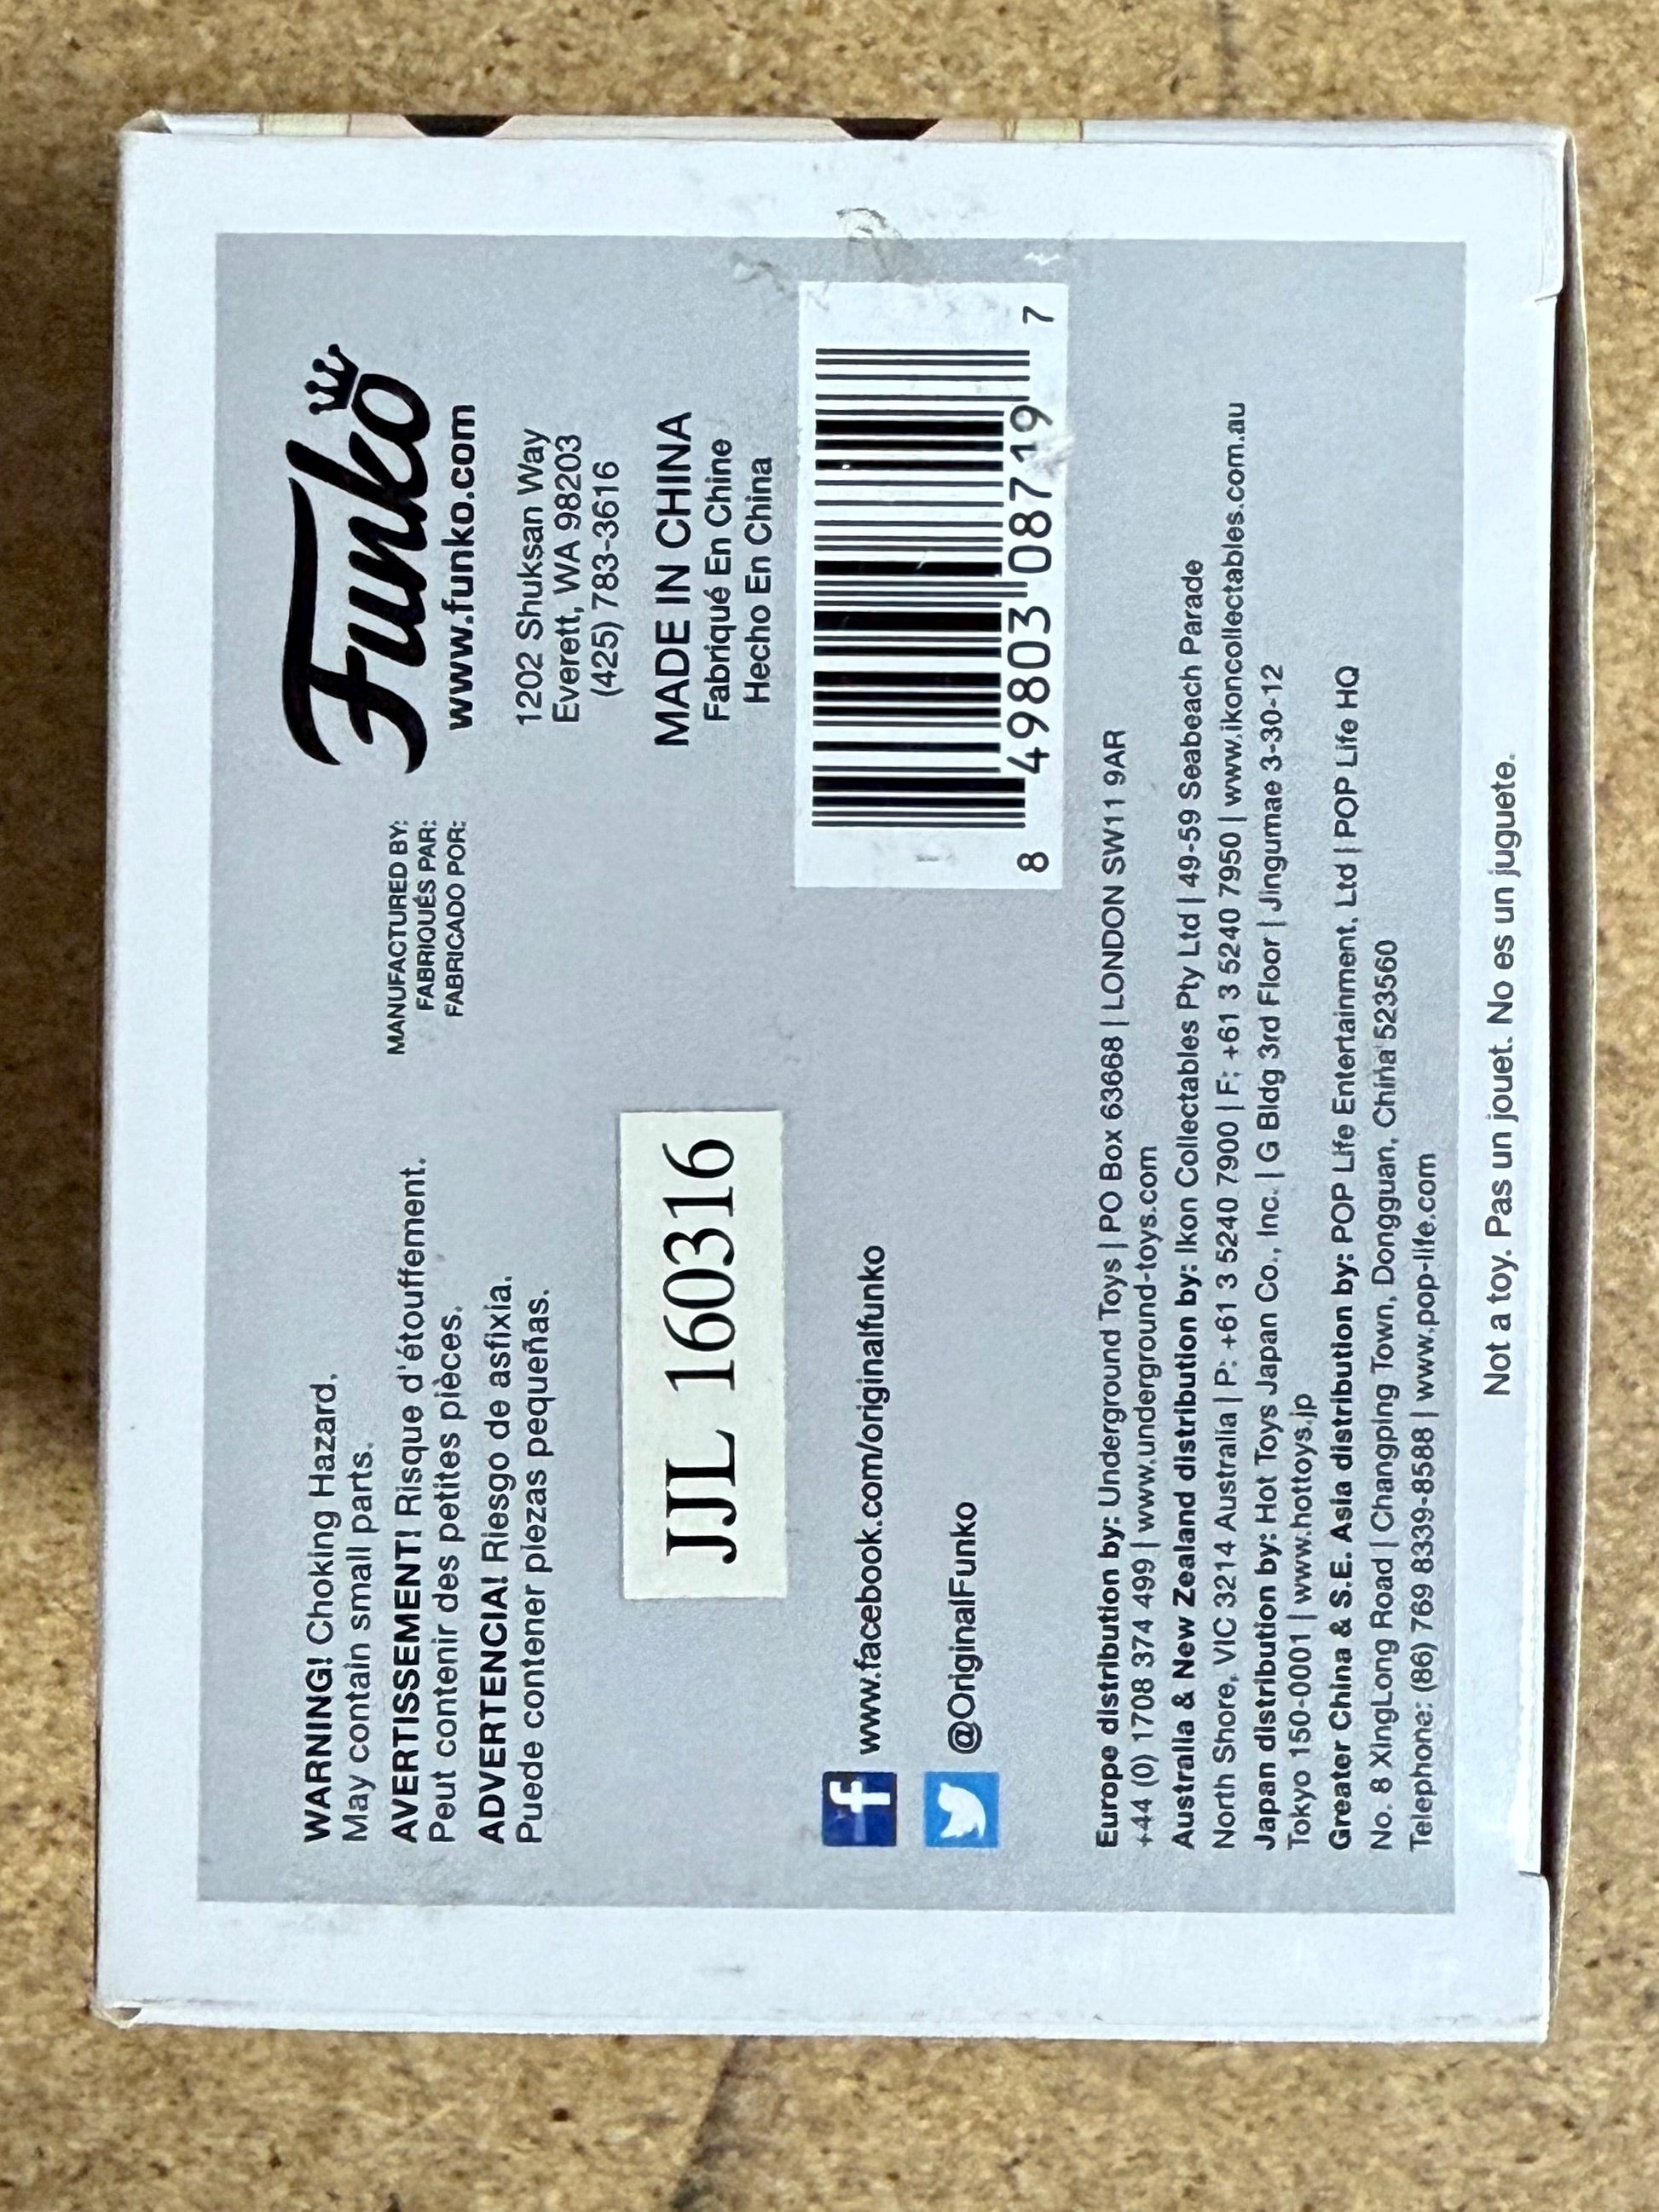 WARNING! Choking Hazard.
May contain small parts.
AVERTISSEMENT! Risque d'étouffement.
Peut contenir des petites pièces.
ADVERTENCIA! Riesgo de asfixia.
Puede contener piezas pequeñas.
MANUFACTURED BY:
FABRIQUÉS PAR:
FABRICADO POR:
Funko
www.funko.com
1202 Shuksan Way
Everett, WA 98203
(425) 783-3616
MADE IN CHINA
Fabriqué En Chine
Hecho En China
JJL 160316
8 49803 08719 7
f www.facebook.com/originalfunko
@OriginalFunko
Europe distribution by: Underground Toys | PO Box 63668 | LONDON SW11 9AR
+44 (0) 1708 374 499 | www.underground-toys.com
Australia & New Zealand distribution by: Ikon Collectables Pty Ltd | 49-59 Seabeach Parade
North Shore, VIC 3214 Australia | P: +61 3 5240 7900 | F: +61 3 5240 7950 | www.ikoncollectables.com.au
Japan distribution by: Hot Toys Japan Co., Inc. | G Bldg 3rd Floor | Jingumae 3-30-12
Tokyo 150-0001 | www.hottoys.jp
Greater China & S.E. Asia distribution by: POP Life Entertainment, Ltd | POP Life HQ
No. 8 XingLong Road | Changping Town, Dongguan, China 523560
Telephone: (86) 769 8339-8588 | www.pop-life.com
Not a toy. Pas un jouet. No es un juguete.